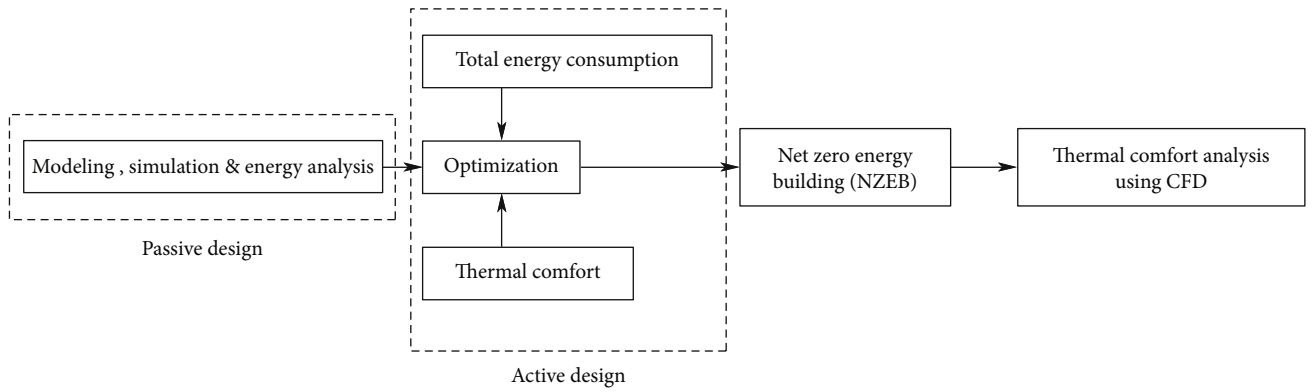 Total energy consumption
Modeling , simulation & energy analysis
Optimization
Net zero energy
building (NZEB)
Thermal comfort analysis
using CFD
Passive design
Thermal comfort
Active design